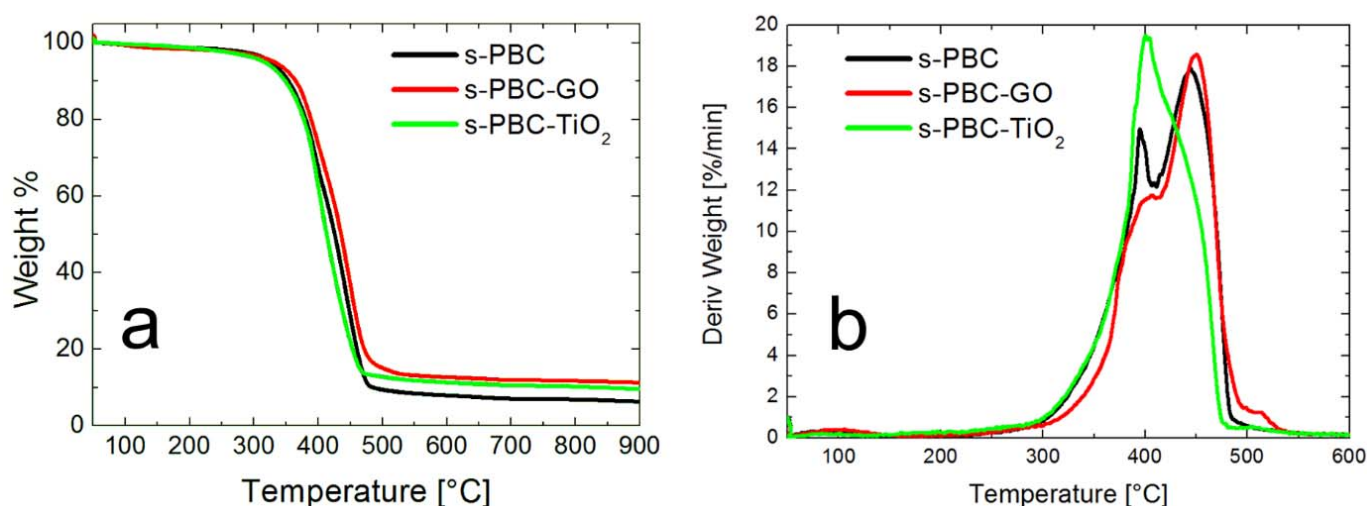 100
80
60
40
20
0
Weight %
s-PBC
s-PBC-GO
s-PBC-TiO₂
a
100 200 300 400 500 600 700 800 900
Temperature [°C]
20
18
16
14
12
10
8
6
4
2
0
Deriv Weight [%/min]
s-PBC
s-PBC-GO
s-PBC-TiO₂
b
100 200 300 400 500 600
Temperature [°C]